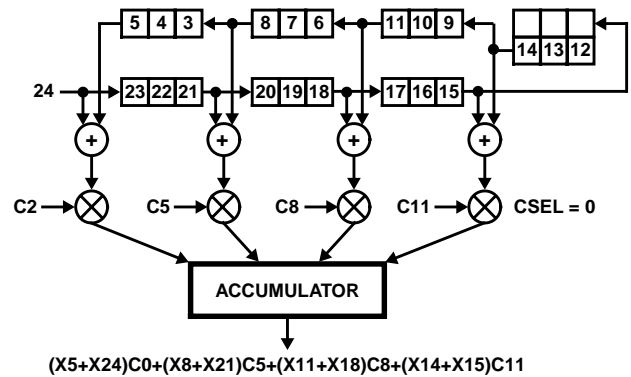 5 4 3 8 7 6 11 10 9
14 13 12
24 23 22 21 20 19 18 17 16 15
+ + + +
C2 C5 C8 C11 CSEL = 0
ACCUMULATOR
(X5+X24)C0+(X8+X21)C5+(X11+X18)C8+(X14+X15)C11